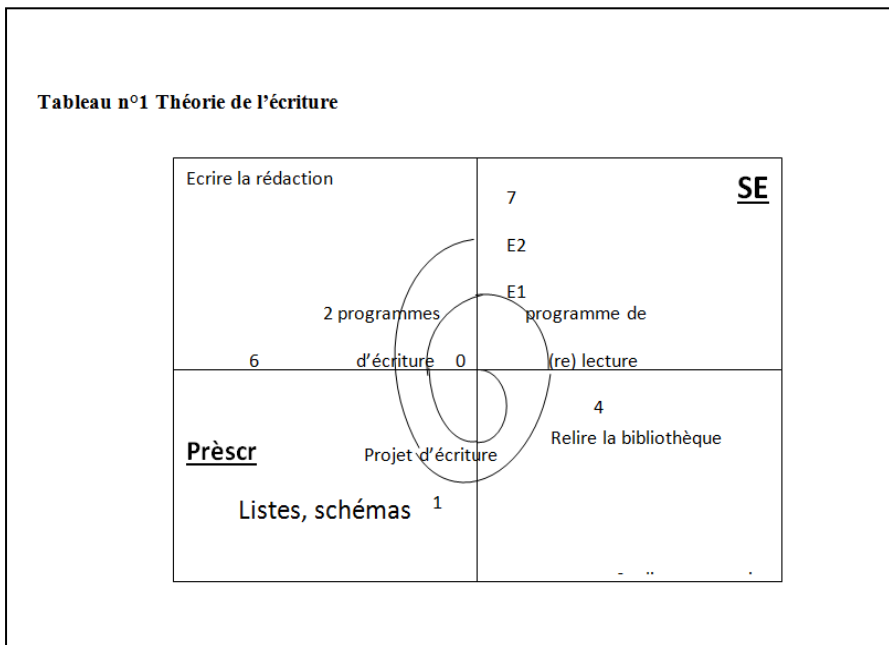 Tableau n°1 Théorie de l'écriture
Ecrire la rédaction
SE
7
E2
E1
2 programmes
programme de
6
d'écriture
0
(re) lecture
4
Relire la bibliothèque
Prèscr
Projet d'écriture
Listes, schémas
1